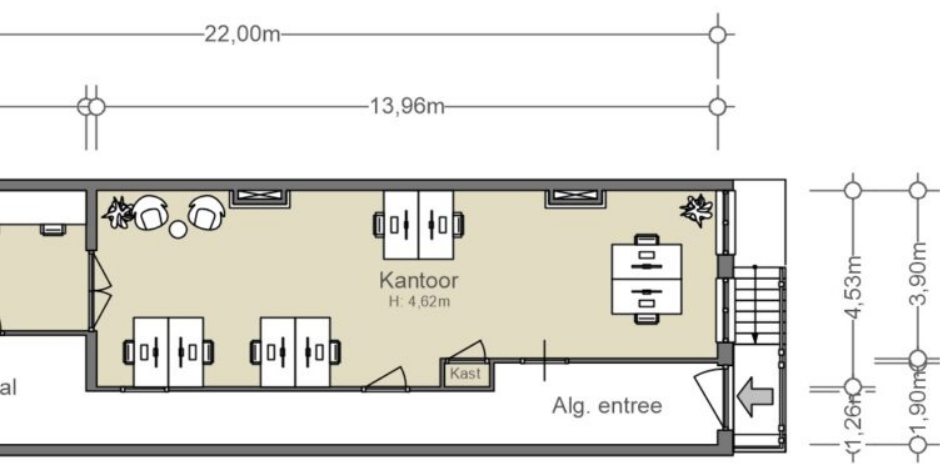 22,00m
13,96m
Kantoor
H: 4,62m
4,53m
3,90m
Kast
al
Alg. entree
1,26m
1,90m